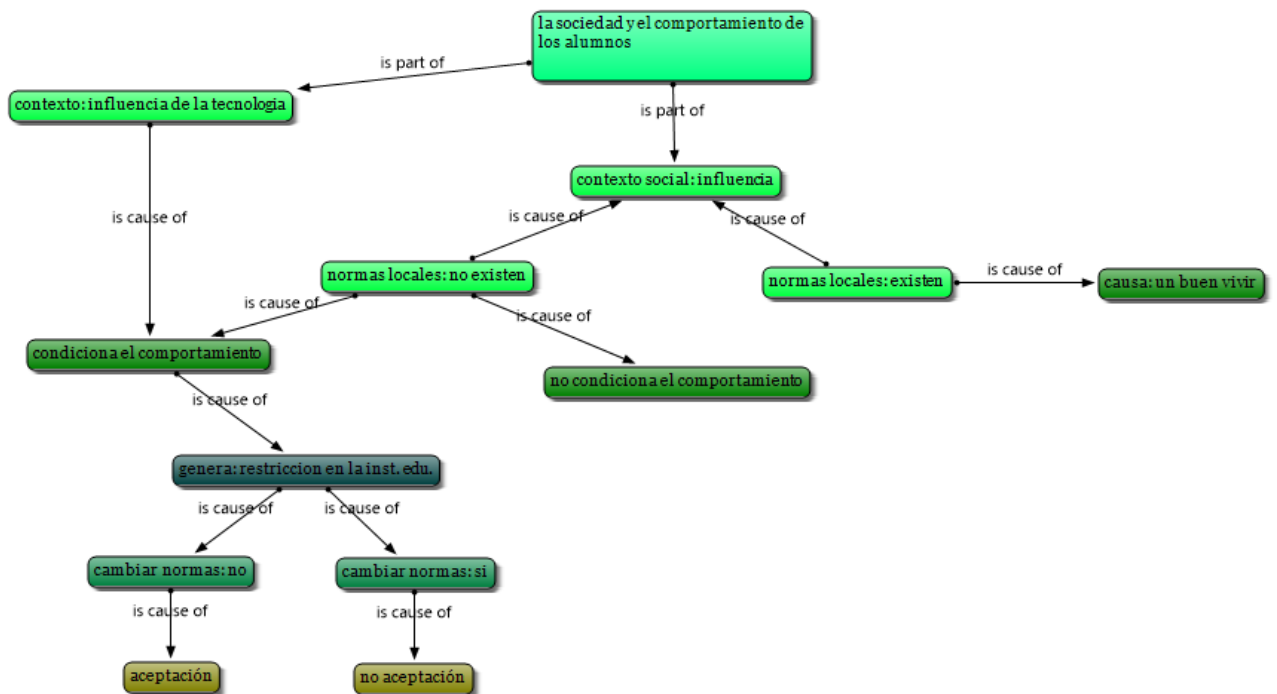 la sociedad y el comportamiento de
los alumnos
is part of
contexto: influencia de la tecnologia
is part of
contexto social: influencia
is cause of
is cause of
is cause of
normas locales: no existen
normas locales: existen
is cause of
causa: un buen vivir
is cause of
is cause of
condiciona el comportamiento
no condiciona el comportamiento
is cause of
genera: restriccion en la inst. edu.
is cause of
is cause of
cambiar normas: no
cambiar normas: si
is cause of
is cause of
aceptación
no aceptación